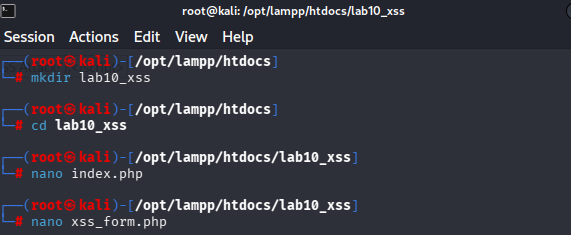 root@kali: /opt/lampp/htdocs/lab10_xss
Session Actions Edit View Help
┌──(root㉿kali)-[/opt/lampp/htdocs]
└─# mkdir lab10_xss
┌──(root㉿kali)-[/opt/lampp/htdocs]
└─# cd lab10_xss
┌──(root㉿kali)-[/opt/lampp/htdocs/lab10_xss]
└─# nano index.php
┌──(root㉿kali)-[/opt/lampp/htdocs/lab10_xss]
└─# nano xss_form.php